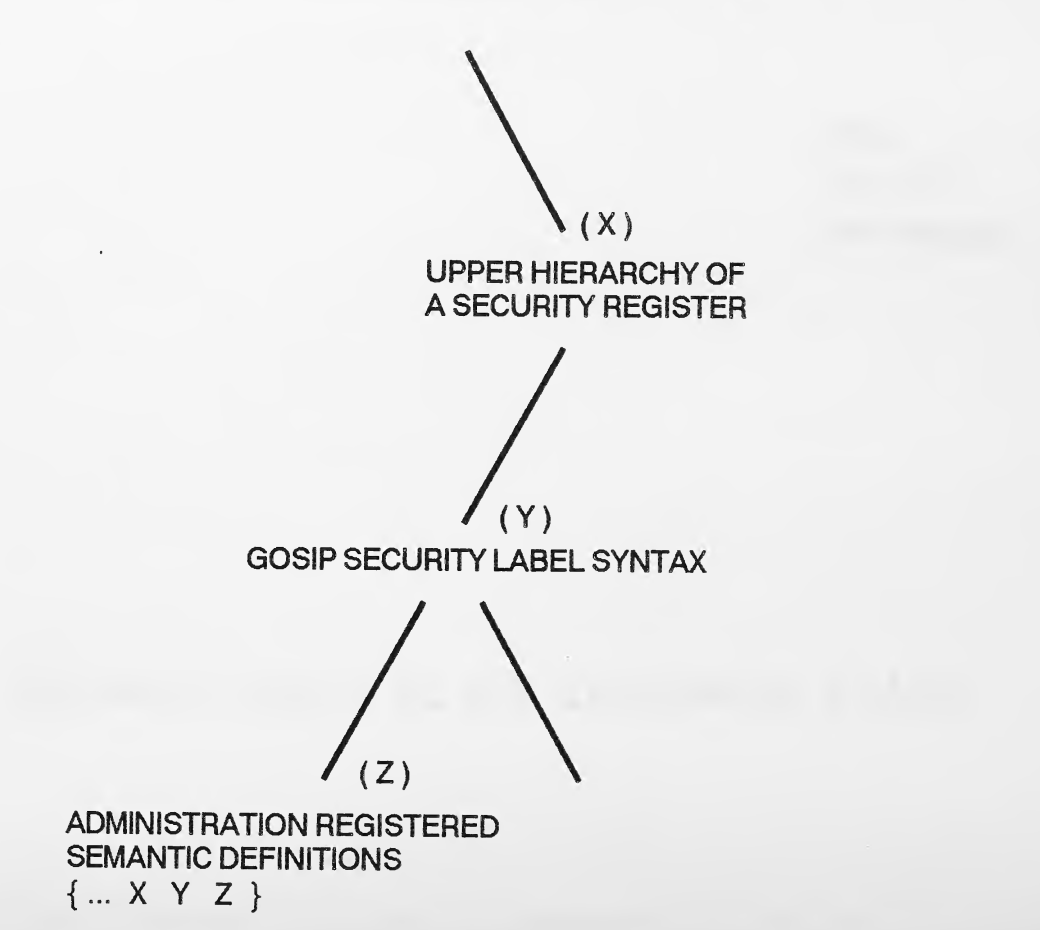 (X)
UPPER HIERARCHY OF
A SECURITY REGISTER
(Y)
GOSIP SECURITY LABEL SYNTAX
(Z)
ADMINISTRATION REGISTERED
SEMANTIC DEFINITIONS
{ ... X Y Z }